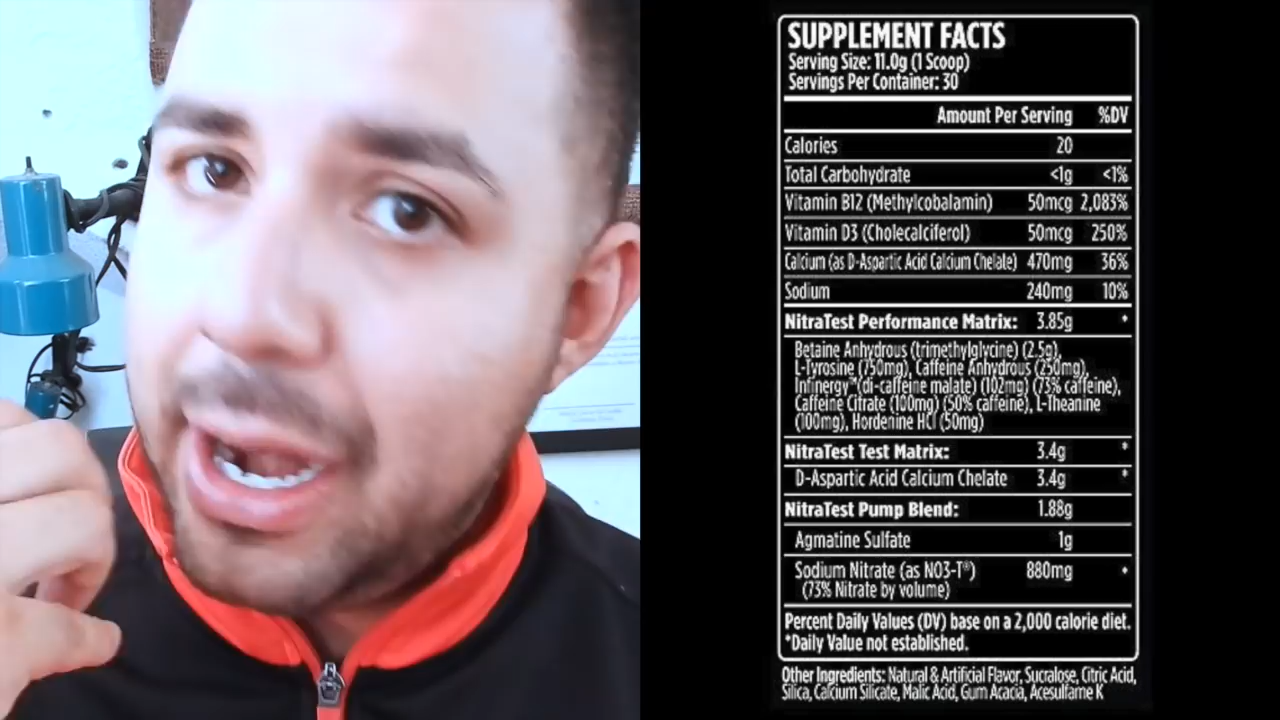 SUPPLEMENT FACTS
Serving Size: 11.0g (1 Scoop)
Servings Per Container: 30
Amount Per Serving %DV
Calories 20
Total Carbohydrate <1g <1%
Vitamin B12 (Methylcobalamin) 50mcg 2,083%
Vitamin D3 (Cholecalciferol) 50mcg 250%
Calcium (as D-Aspartic Acid Calcium Chelate) 470mg 36%
Sodium 240mg 10%
NitraTest Performance Matrix: 3.85g *
Betaine Anhydrous (trimethylglycine) (2.5g),
L-Tyrosine (750mg), Caffeine Anhydrous (250mg),
Infinergy™(di-caffeine malate) (102mg) (73% caffeine),
Caffeine Citrate (100mg) (50% caffeine), L-Theanine
(100mg), Hordenine HCl (50mg)
NitraTest Test Matrix: 3.4g *
D-Aspartic Acid Calcium Chelate 3.4g *
NitraTest Pump Blend: 1.88g
Agmatine Sulfate 1g
Sodium Nitrate (as NO3-T®) 880mg *
(73% Nitrate by volume)
Percent Daily Values (DV) base on a 2,000 calorie diet.
*Daily Value not established.
Other Ingredients: Natural & Artificial Flavor, Sucralose, Citric Acid,
Silica, Calcium Silicate, Malic Acid, Gum Acacia, Acesulfame K